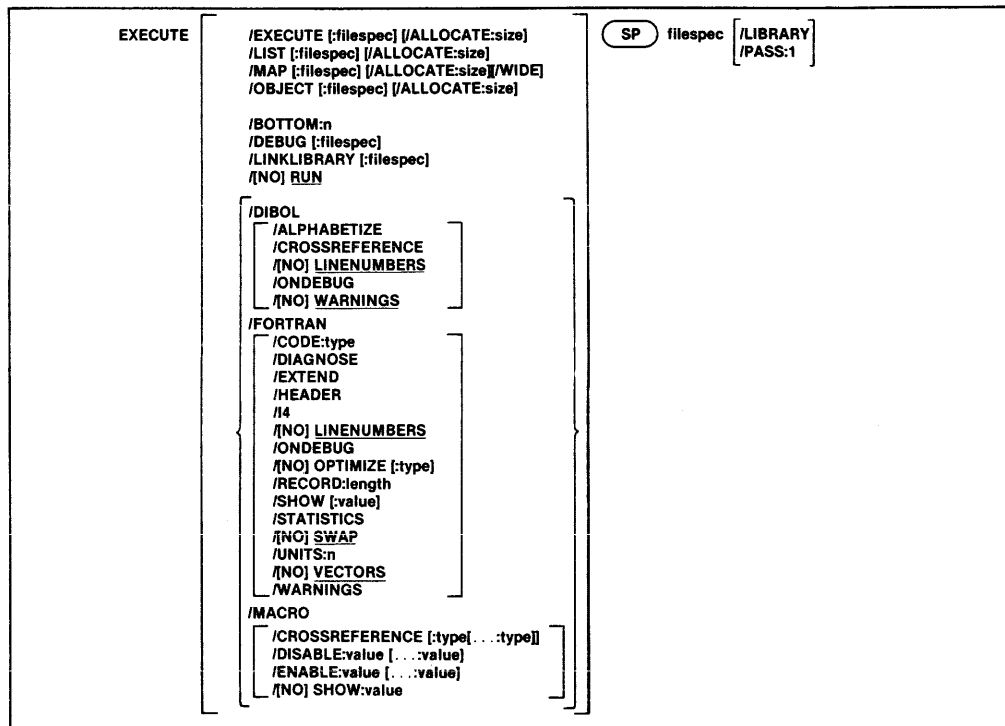 EXECUTE /EXECUTE [:filespec] [/ALLOCATE:size] SP filespec /LIBRARY
/LIST [:filespec] [/ALLOCATE:size] /PASS:1
/MAP [:filespec] [/ALLOCATE:size][/WIDE]
/OBJECT [:filespec] [/ALLOCATE:size]
/BOTTOM:n
/DEBUG [:filespec]
/LINKLIBRARY [:filespec]
/[NO] RUN
/DIBOL
/ALPHABETIZE
/CROSSREFERENCE
/[NO] LINENUMBERS
/ONDEBUG
/[NO] WARNINGS
/FORTRAN
/CODE:type
/DIAGNOSE
/EXTEND
/HEADER
/I4
/[NO] LINENUMBERS
/ONDEBUG
/[NO] OPTIMIZE [:type]
/RECORD:length
/SHOW [:value]
/STATISTICS
/[NO] SWAP
/UNITS:n
/[NO] VECTORS
/WARNINGS
/MACRO
/CROSSREFERENCE [:type[...:type]]
/DISABLE:value [...:value]
/ENABLE:value [...:value]
/[NO] SHOW:value